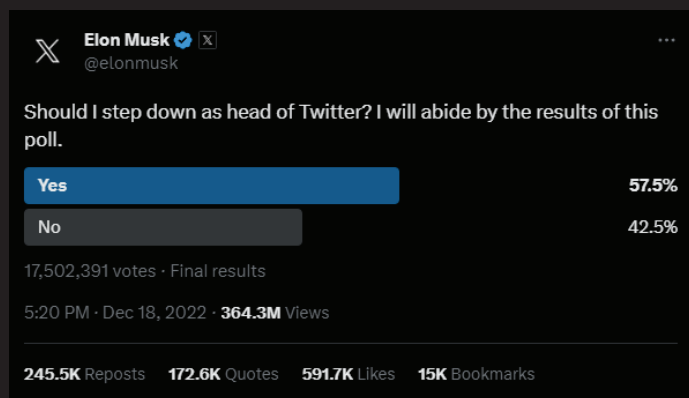 Elon Musk X
@elonmusk
Should I step down as head of Twitter? I will abide by the results of this
poll.
Yes 57.5%
No 42.5%
17,502,391 votes · Final results
5:20 PM · Dec 18, 2022 · 364.3M Views
245.5K Reposts 172.6K Quotes 591.7K Likes 15K Bookmarks